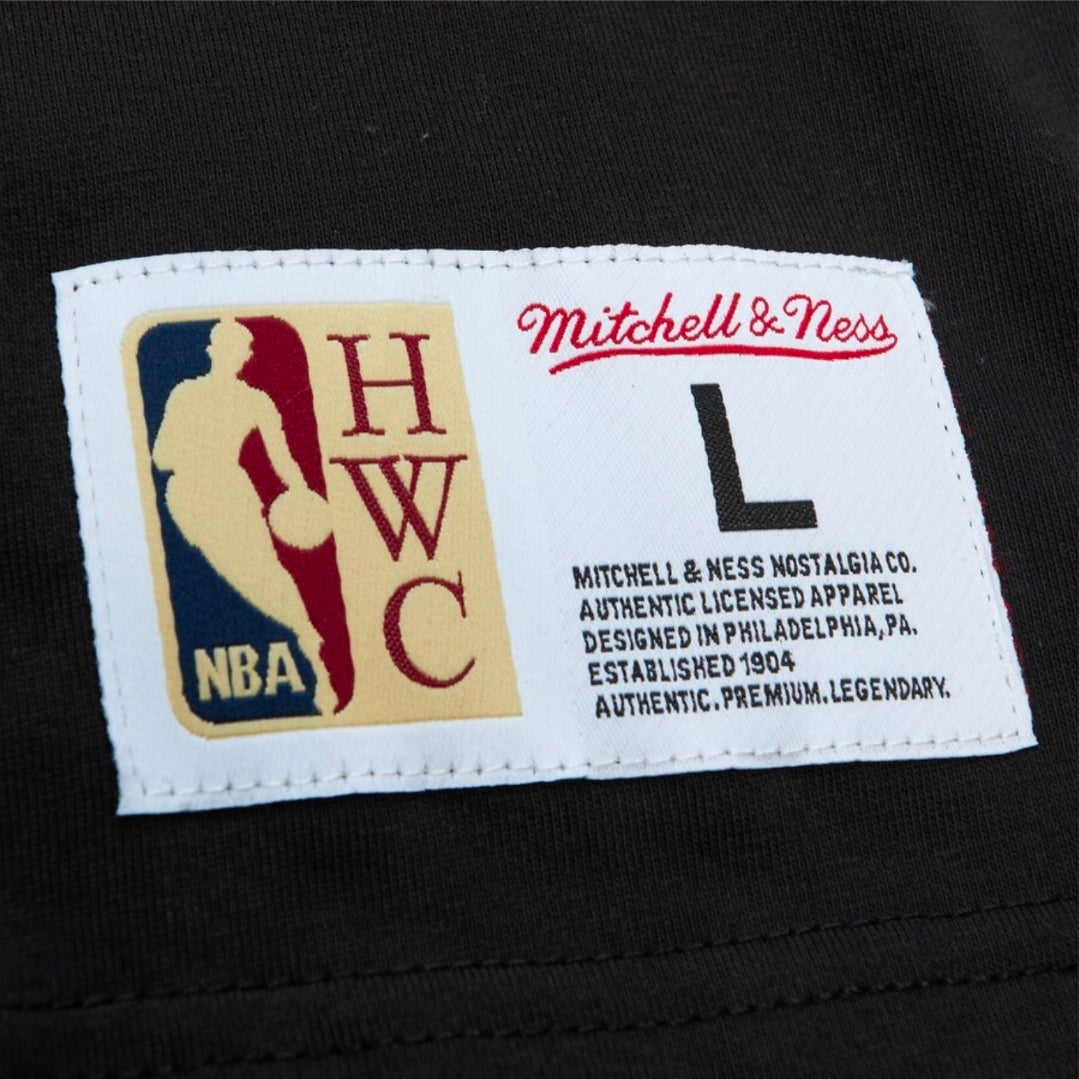 H
W
C
NBA
Mitchell & Ness
L
MITCHELL & NESS NOSTALGIA CO.
AUTHENTIC LICENSED APPAREL
DESIGNED IN PHILADELPHIA, PA.
ESTABLISHED 1904
AUTHENTIC. PREMIUM. LEGENDARY.